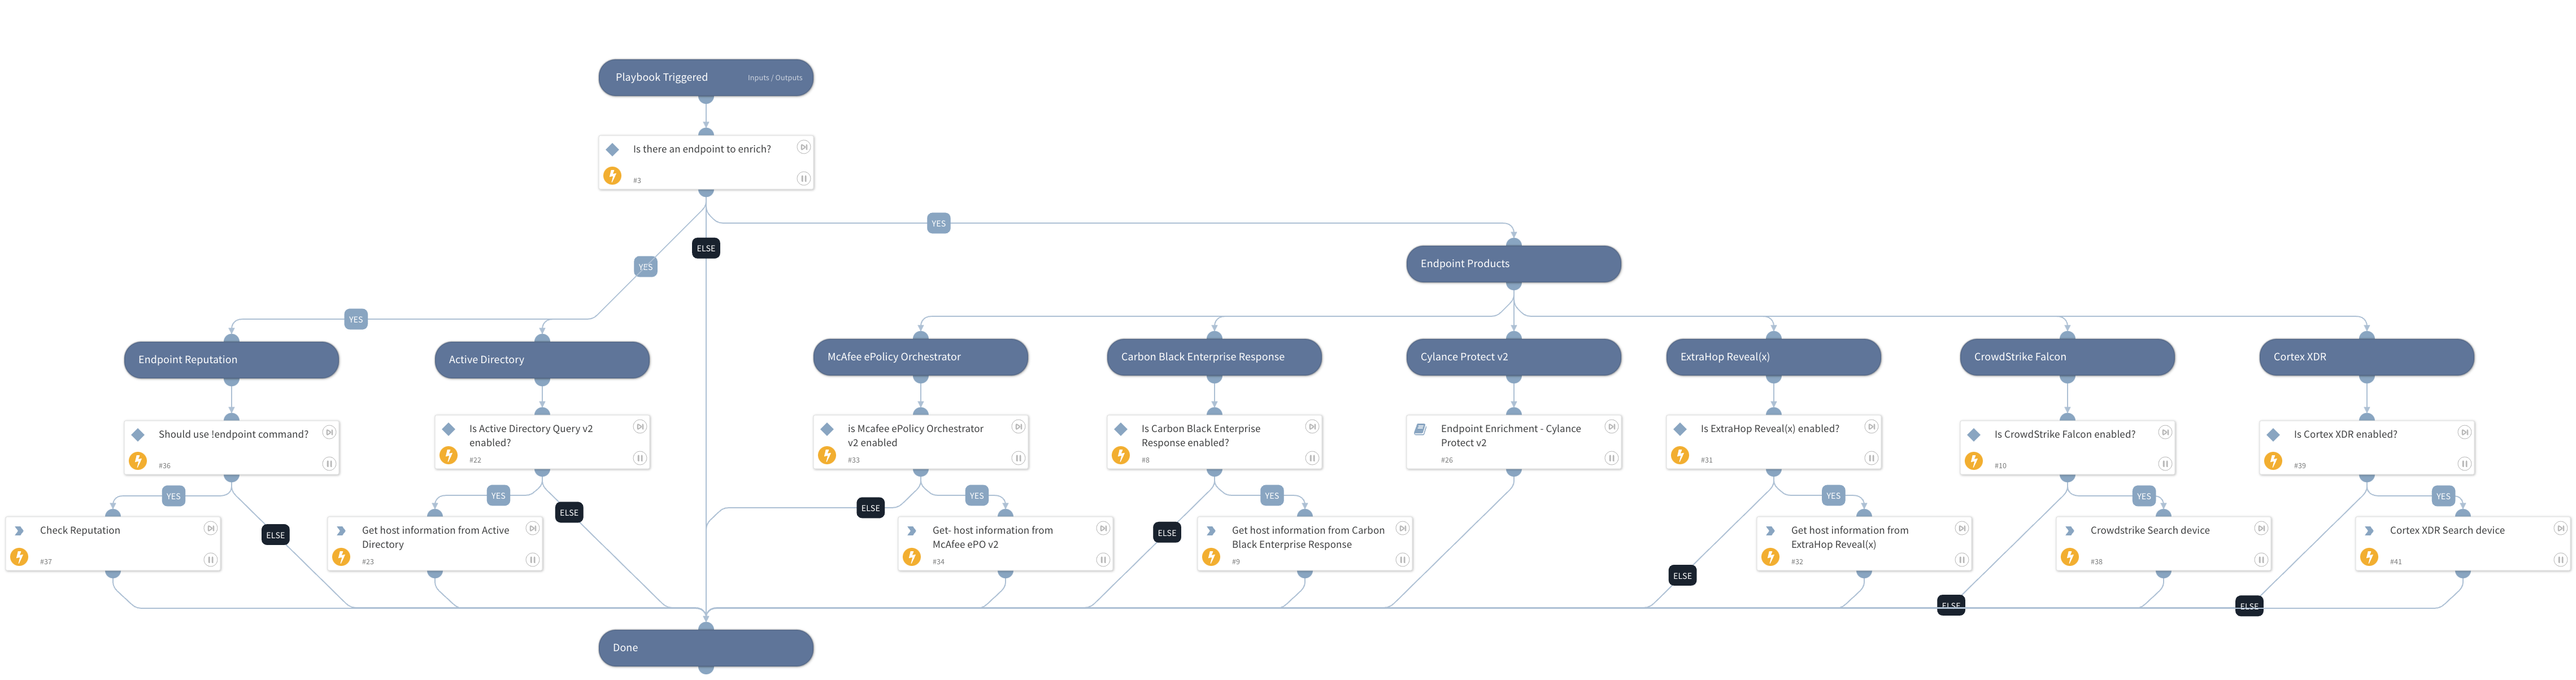 Playbook Triggered
Inputs / Outputs
Is there an endpoint to enrich?
#3
YES
ELSE
YES
Endpoint Products
YES
Endpoint Reputation
Active Directory
McAfee ePolicy Orchestrator
Carbon Black Enterprise Response
Cylance Protect v2
ExtraHop Reveal(x)
CrowdStrike Falcon
Cortex XDR
Should use !endpoint command?
#36
Is Active Directory Query v2
enabled?
#22
is Mcafee ePolicy Orchestrator
v2 enabled
#33
Is Carbon Black Enterprise
Response enabled?
#8
Endpoint Enrichment - Cylance
Protect v2
#26
Is ExtraHop Reveal(x) enabled?
#31
Is CrowdStrike Falcon enabled?
#10
Is Cortex XDR enabled?
#39
YES
ELSE
YES
ELSE
ELSE
YES
ELSE
YES
ELSE
YES
ELSE
YES
ELSE
YES
Check Reputation
#37
Get host information from Active
Directory
#23
Get- host information from
McAfee ePO v2
#34
Get host information from Carbon
Black Enterprise Response
#9
Get host information from
ExtraHop Reveal(x)
#32
Crowdstrike Search device
#38
Cortex XDR Search device
#41
Done